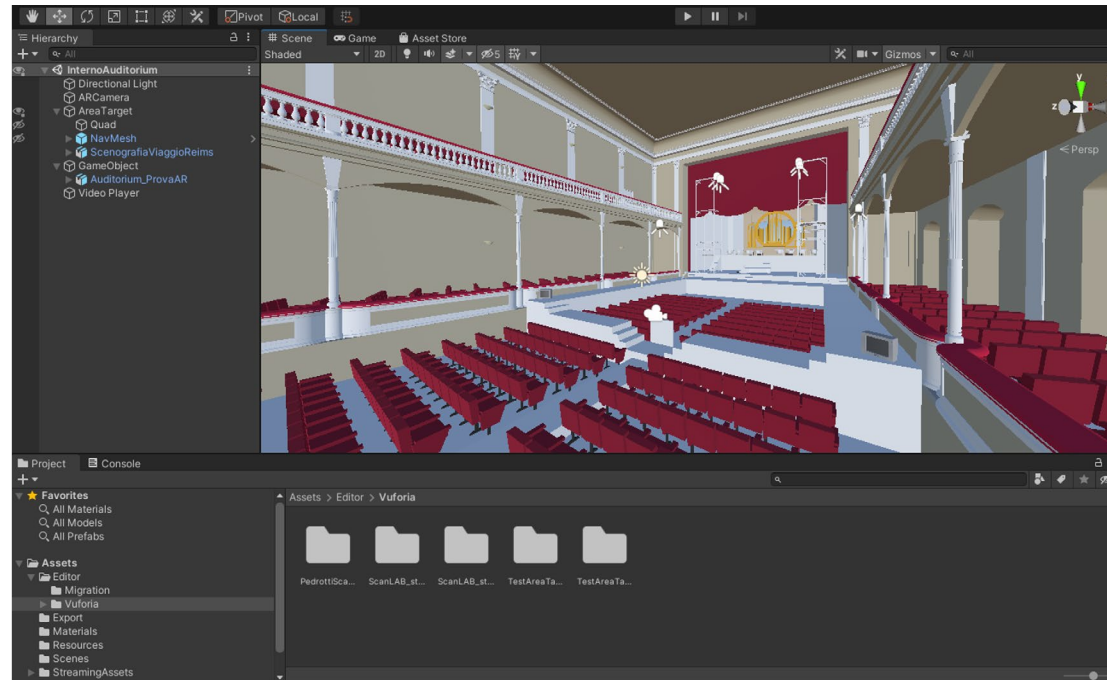 Pivot Local
Hierarchy
All
InternoAuditorium
Directional Light
ARCamera
AreaTarget
Quad
NavMesh
ScenografiaViaggioReims
GameObject
Auditorium_ProvaAR
Video Player
Scene Game Asset Store
Shaded 2D 5 Gizmos All
y
z
Persp
Project Console
Favorites
All Materials
All Models
All Prefabs
Assets
Editor
Migration
Vuforia
Export
Materials
Resources
Scenes
StreamingAssets
Assets > Editor > Vuforia
PedrottiSca... ScanLAB_st... ScanLAB_st... TestAreaTa... TestAreaTa...